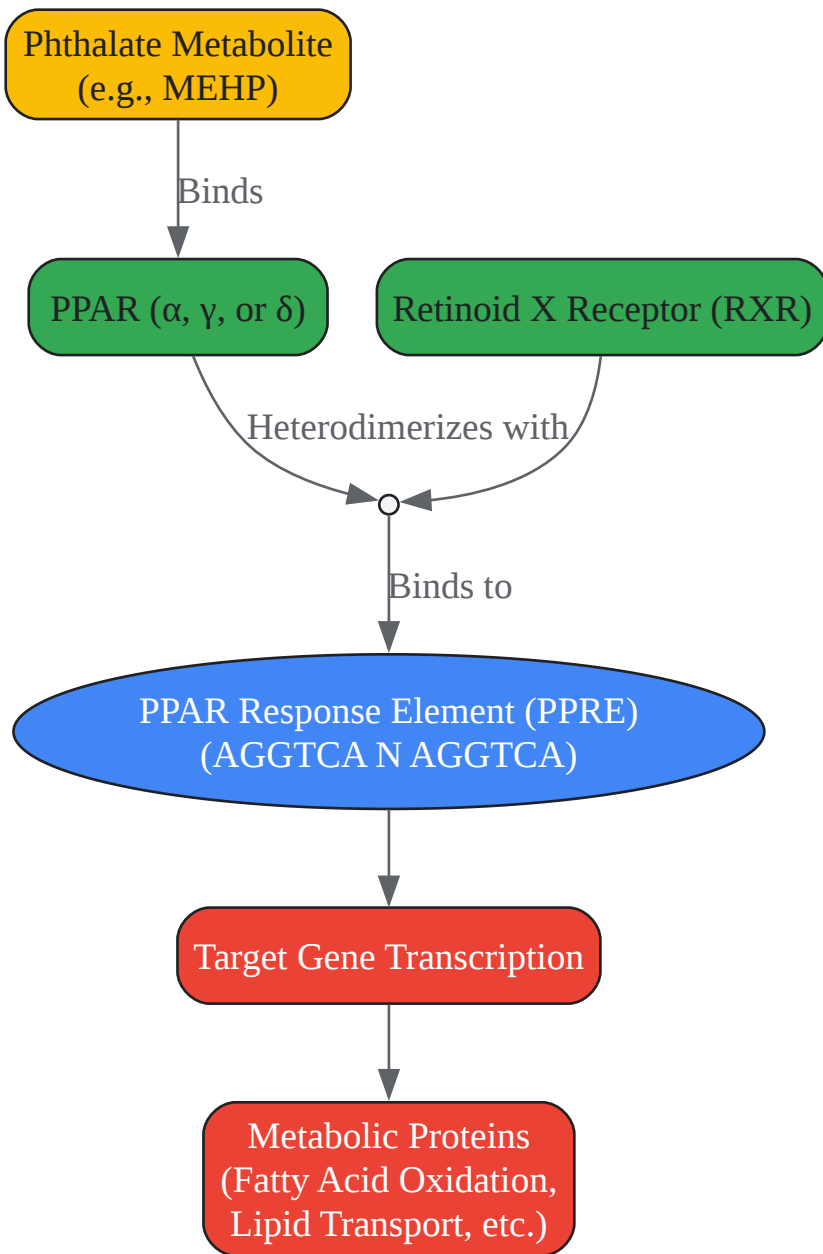 Phthalate Metabolite
(e.g., MEHP)
Binds
PPAR (α, γ, or δ)
Retinoid X Receptor (RXR)
Heterodimerizes with
Binds to
PPAR Response Element (PPRE)
(AGGTCA N AGGTCA)
Target Gene Transcription
Metabolic Proteins
(Fatty Acid Oxidation,
Lipid Transport, etc.)